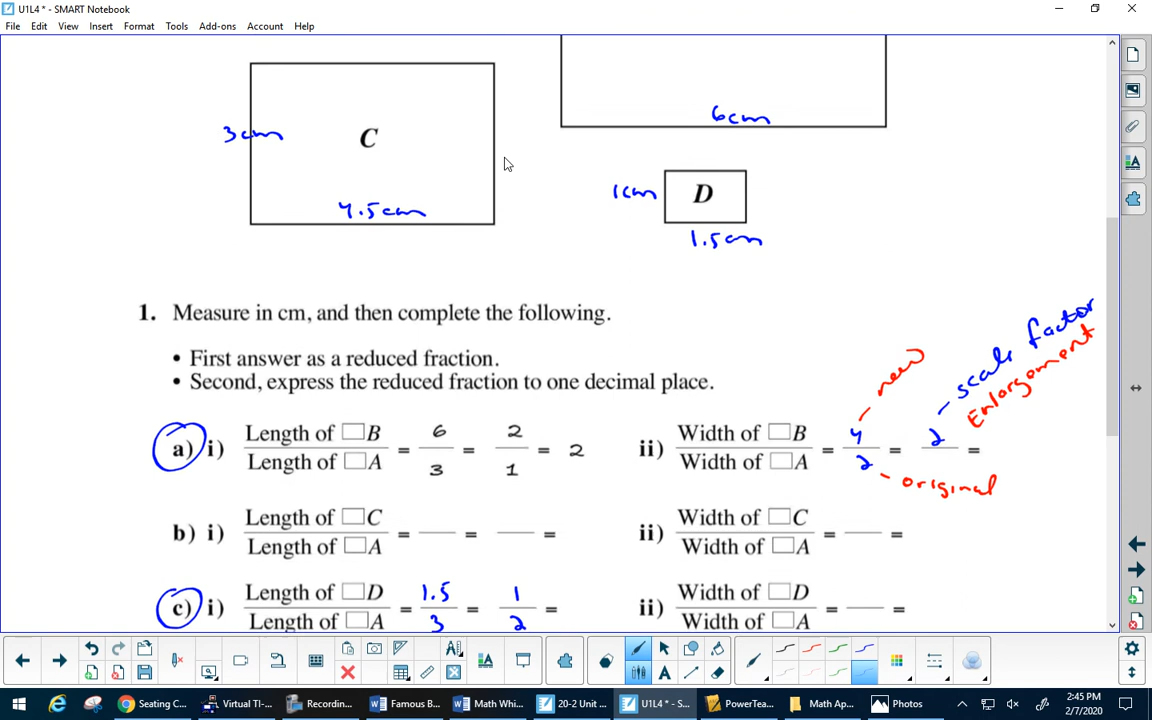 U1L4 * - SMART Notebook
File Edit View Insert Format Tools Add-ons Account Help
3cm
C
4.5cm
6cm
1cm
D
1.5cm
1. Measure in cm, and then complete the following.
• First answer as a reduced fraction.
• Second, express the reduced fraction to one decimal place.
new
scale factor
Enlargement
a) i) Length of □B / Length of □A = 6/3 = 2/1 = 2 ii) Width of □B / Width of □A = 4/2 = 2 =
original
b) i) Length of □C / Length of □A = — = — = ii) Width of □C / Width of □A = — =
c) i) Length of □D / Length of □A = 1.5/3 = 1/2 = ii) Width of □D / Width of □A = — =
Seating C... Virtual TI-... Recordin... Famous B... Math Whi... 20-2 Unit ... U1L4 * - S... PowerTea... Math Ap... Photos
2:45 PM
2/7/2020